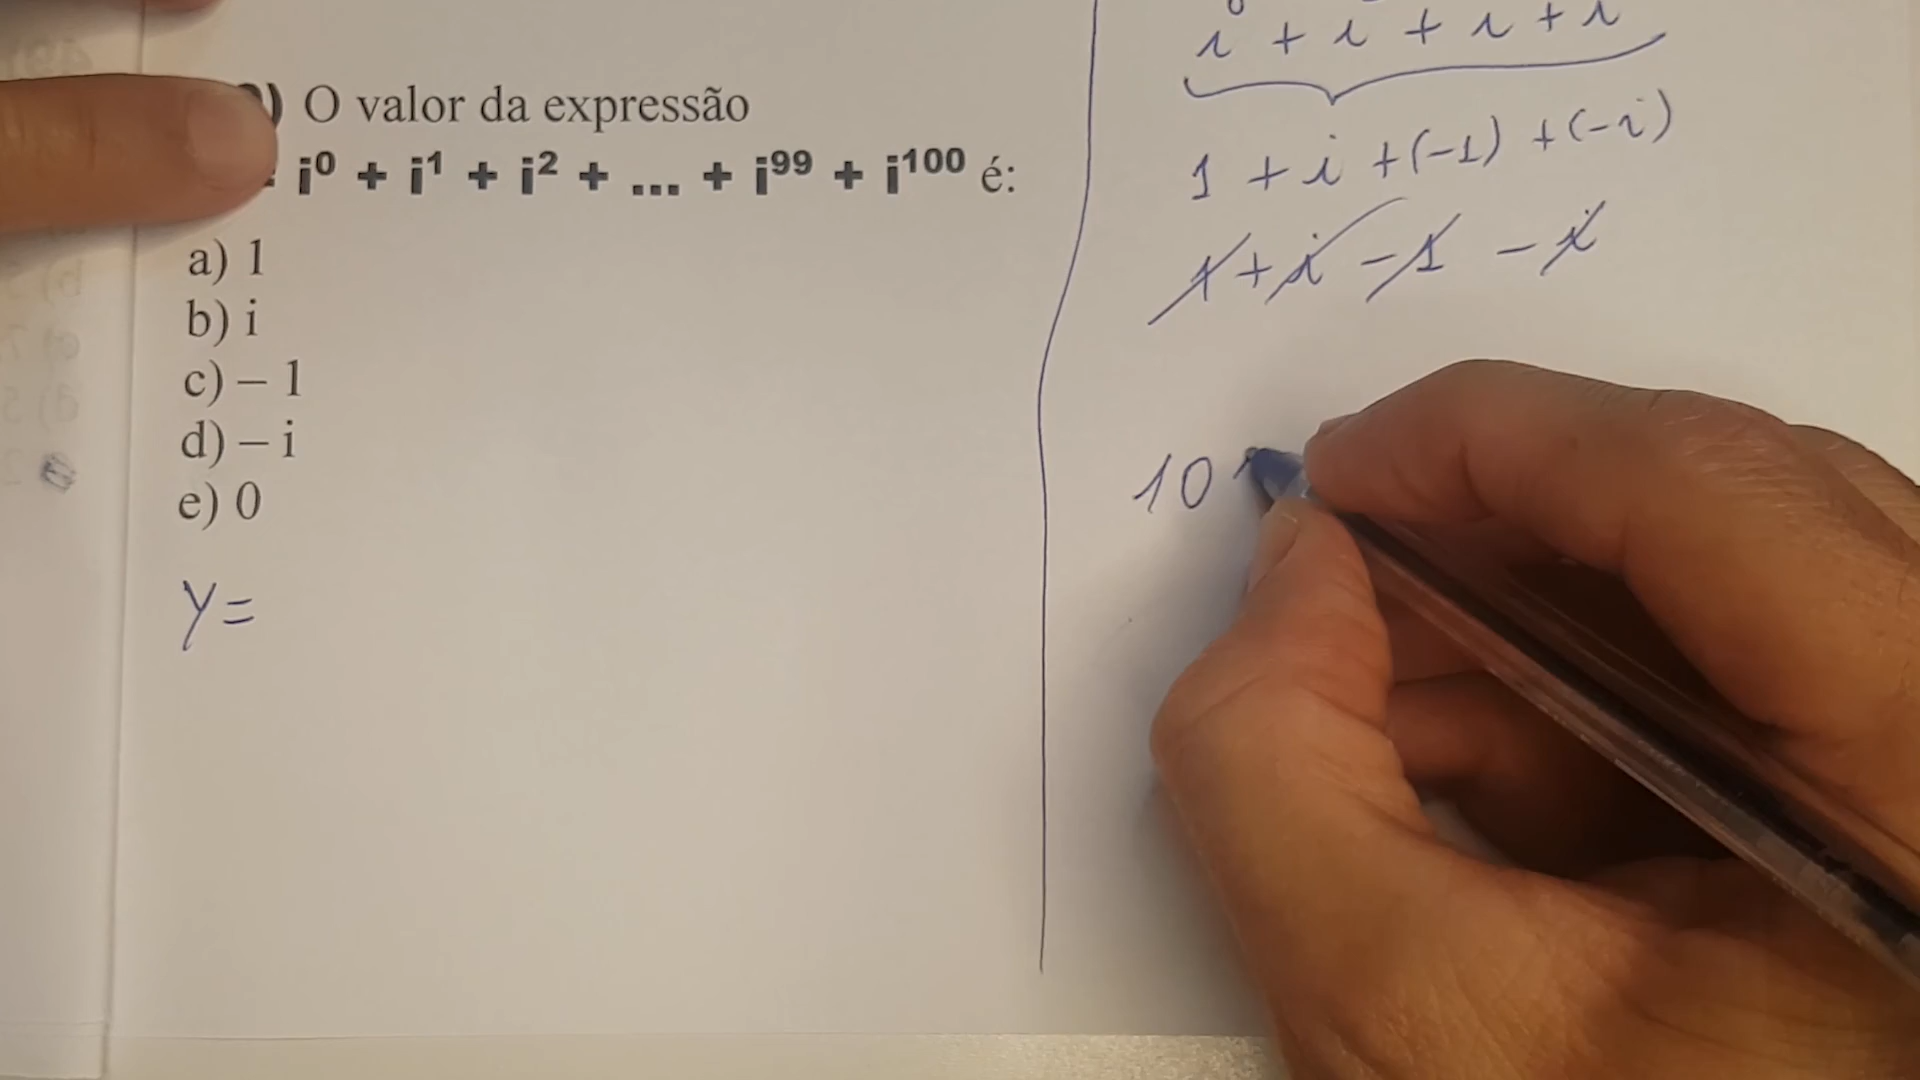 ) O valor da expressão
i⁰ + i¹ + i² + ... + i⁹⁹ + i¹⁰⁰ é:
a) 1
b) i
c) – 1
d) – i
e) 0
y=
i + i + i + i
1 + i +(-1) +(-i)
1 + i - 1 - i
10